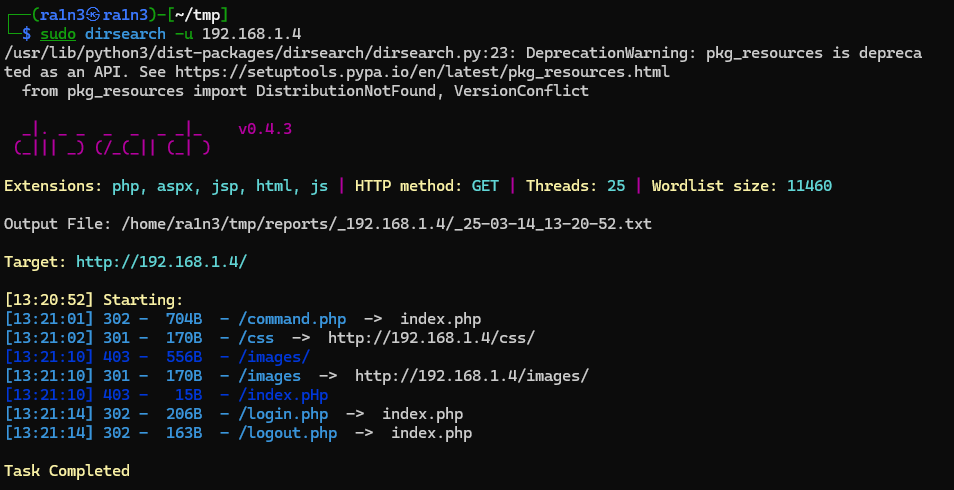 ┌──(ra1n3㉿ra1n3)-[~/tmp]
└─$ sudo dirsearch -u 192.168.1.4
/usr/lib/python3/dist-packages/dirsearch/dirsearch.py:23: DeprecationWarning: pkg_resources is depreca
ted as an API. See https://setuptools.pypa.io/en/latest/pkg_resources.html
  from pkg_resources import DistributionNotFound, VersionConflict
  _|. _ _  _  _  _ _|_    v0.4.3
 (_||| _) (/_(_|| (_| )
Extensions: php, aspx, jsp, html, js | HTTP method: GET | Threads: 25 | Wordlist size: 11460
Output File: /home/ra1n3/tmp/reports/_192.168.1.4/_25-03-14_13-20-52.txt
Target: http://192.168.1.4/
[13:20:52] Starting:
[13:21:01] 302 -  704B  - /command.php  ->  index.php
[13:21:02] 301 -  170B  - /css  ->  http://192.168.1.4/css/
[13:21:10] 403 -  556B  - /images/
[13:21:10] 301 -  170B  - /images  ->  http://192.168.1.4/images/
[13:21:10] 403 -   15B  - /index.pHp
[13:21:14] 302 -  206B  - /login.php  ->  index.php
[13:21:14] 302 -  163B  - /logout.php  ->  index.php
Task Completed